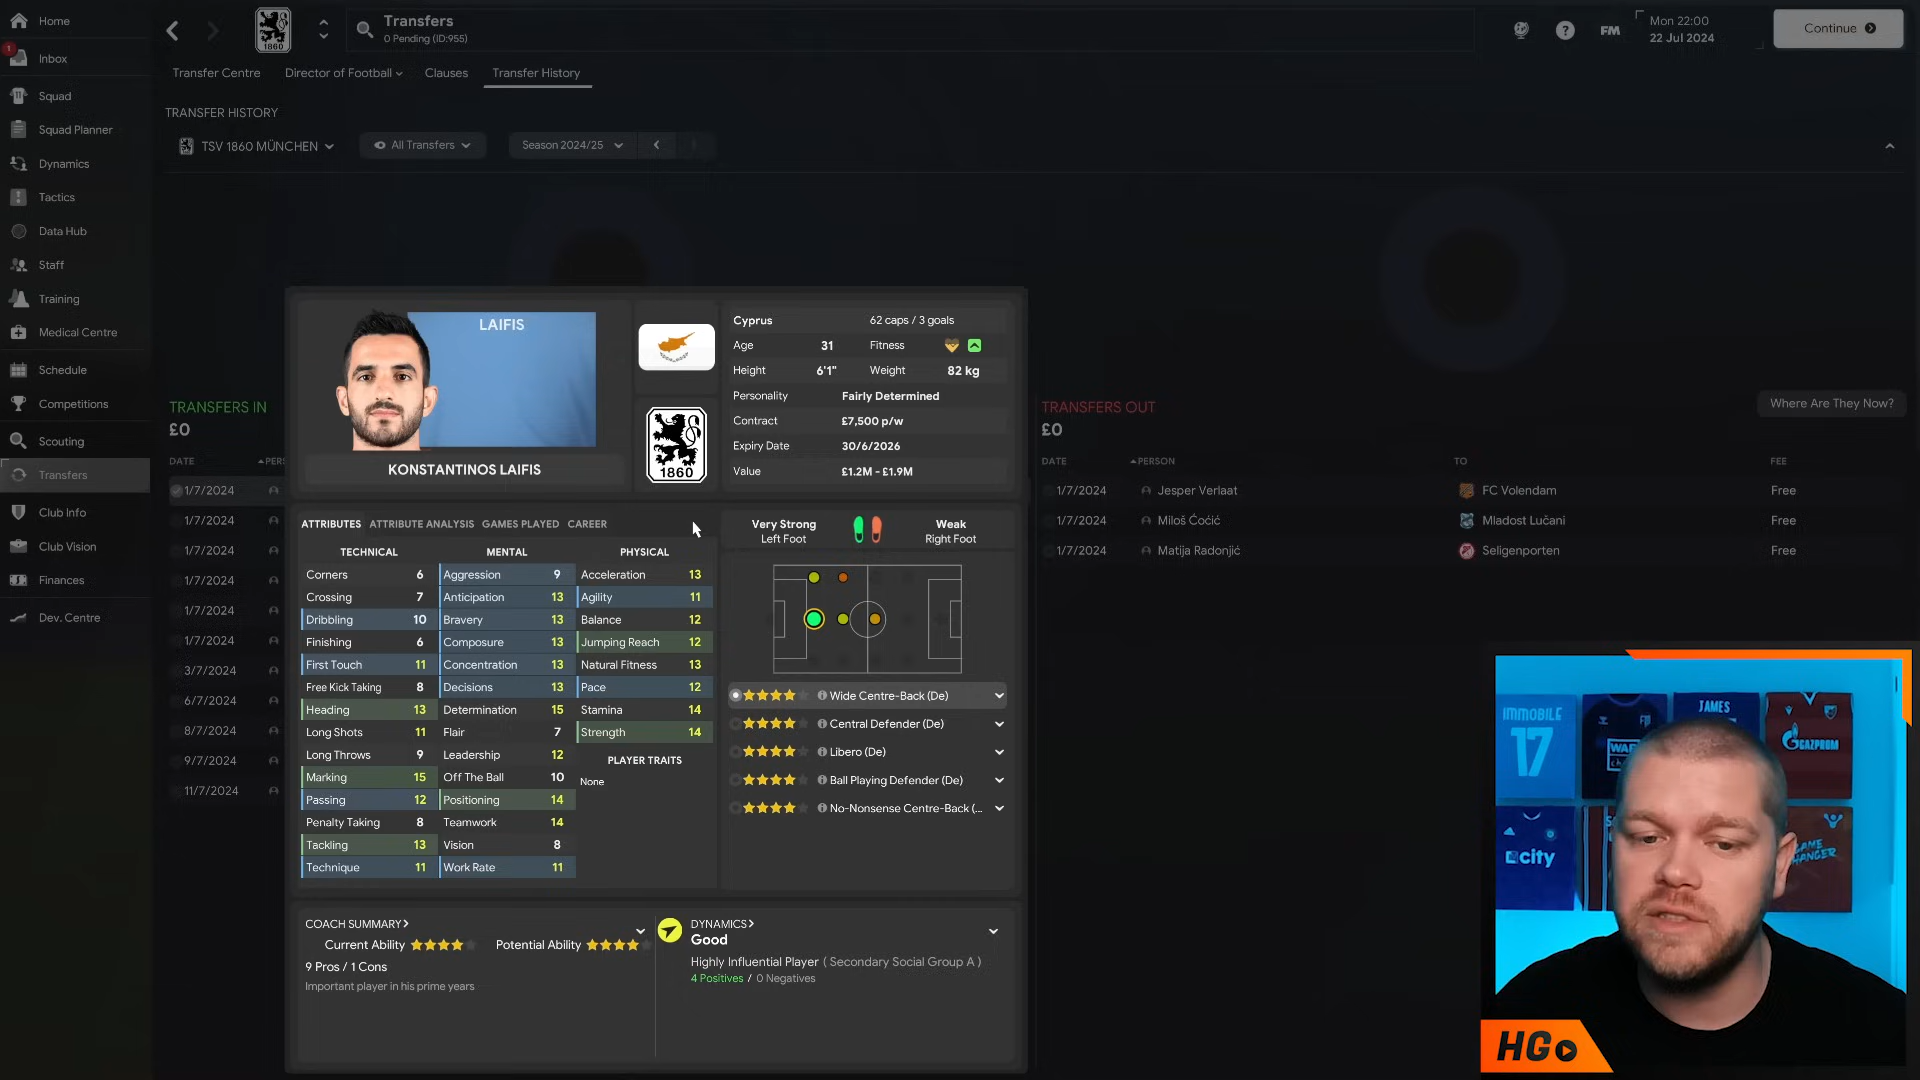 Home
Transfers
0 Pending (ID:955)
FM
Mon 22:00
22 Jul 2024
Continue
1
Inbox
Transfer Centre
Director of Football
Clauses
Transfer History
Squad
TRANSFER HISTORY
Squad Planner
TSV 1860 MÜNCHEN
All Transfers
Season 2024/25
Dynamics
Tactics
Data Hub
Staff
Training
Medical Centre
Schedule
Competitions
Scouting
Transfers
Club Info
Club Vision
Finances
Dev. Centre
1860
TRANSFERS IN
£0
DATE
PERS
1/7/2024
1/7/2024
1/7/2024
1/7/2024
1/7/2024
1/7/2024
3/7/2024
6/7/2024
8/7/2024
9/7/2024
11/7/2024
LAIFIS
KONSTANTINOS LAIFIS
1860
Cyprus 62 caps / 3 goals
Age 31 Fitness
Height 6'1" Weight 82 kg
Personality Fairly Determined
Contract £7,500 p/w
Expiry Date 30/6/2026
Value £1.2M - £1.9M
ATTRIBUTES ATTRIBUTE ANALYSIS GAMES PLAYED CAREER
TECHNICAL
Corners 6
Crossing 7
Dribbling 10
Finishing 6
First Touch 11
Free Kick Taking 8
Heading 13
Long Shots 11
Long Throws 9
Marking 15
Passing 12
Penalty Taking 8
Tackling 13
Technique 11
MENTAL
Aggression 9
Anticipation 13
Bravery 13
Composure 13
Concentration 13
Decisions 13
Determination 15
Flair 7
Leadership 12
Off The Ball 10
Positioning 14
Teamwork 14
Vision 8
Work Rate 11
PHYSICAL
Acceleration 13
Agility 11
Balance 12
Jumping Reach 12
Natural Fitness 13
Pace 12
Stamina 14
Strength 14
PLAYER TRAITS
None
Very Strong
Left Foot
Weak
Right Foot
Wide Centre-Back (De)
Central Defender (De)
Libero (De)
Ball Playing Defender (De)
No-Nonsense Centre-Back (...
COACH SUMMARY
Current Ability
Potential Ability
9 Pros / 1 Cons
Important player in his prime years
DYNAMICS
Good
Highly Influential Player ( Secondary Social Group A )
4 Positives / 0 Negatives
TRANSFERS OUT
£0
Where Are They Now?
DATE PERSON TO FEE
1/7/2024 Jesper Verlaat FC Volendam Free
1/7/2024 Miloš Ćoćić Mladost Lučani Free
1/7/2024 Matija Radonjić Seligenporten Free
IMMOBILE
17
JAMES
GAZPROM
city
GAME
CHANGER
HG